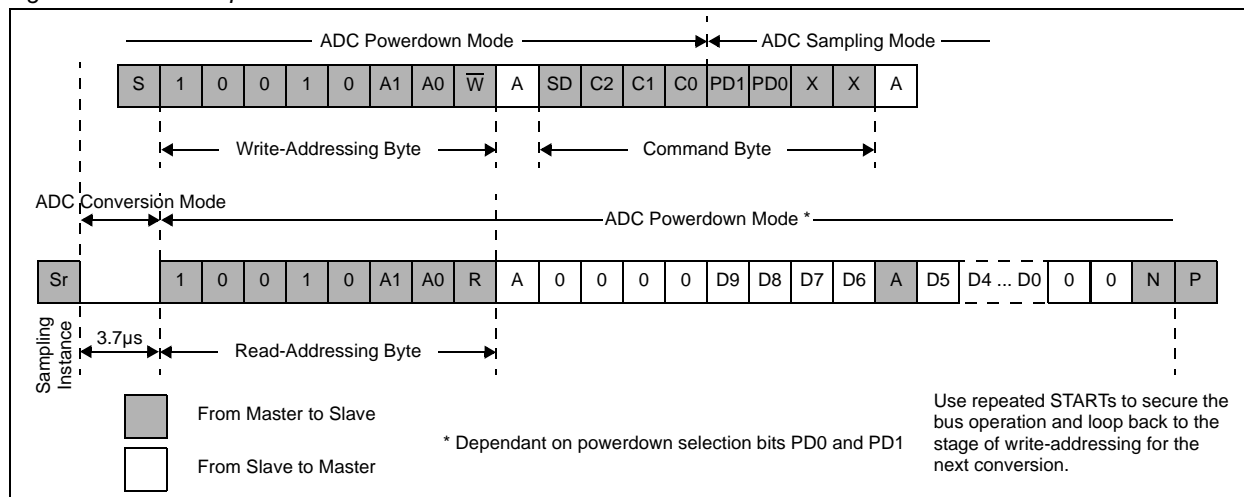 ADC Powerdown Mode ADC Sampling Mode
S 1 0 0 1 0 A1 A0 W̅ A SD C2 C1 C0 PD1 PD0 X X A
Write-Addressing Byte Command Byte
ADC Conversion Mode
ADC Powerdown Mode *
Sr 1 0 0 1 0 A1 A0 R A 0 0 0 0 D9 D8 D7 D6 A D5 D4 ... D0 0 0 N P
3.7µs
Sampling
Instance
Read-Addressing Byte
From Master to Slave
From Slave to Master
* Dependant on powerdown selection bits PD0 and PD1
Use repeated STARTs to secure the
bus operation and loop back to the
stage of write-addressing for the
next conversion.